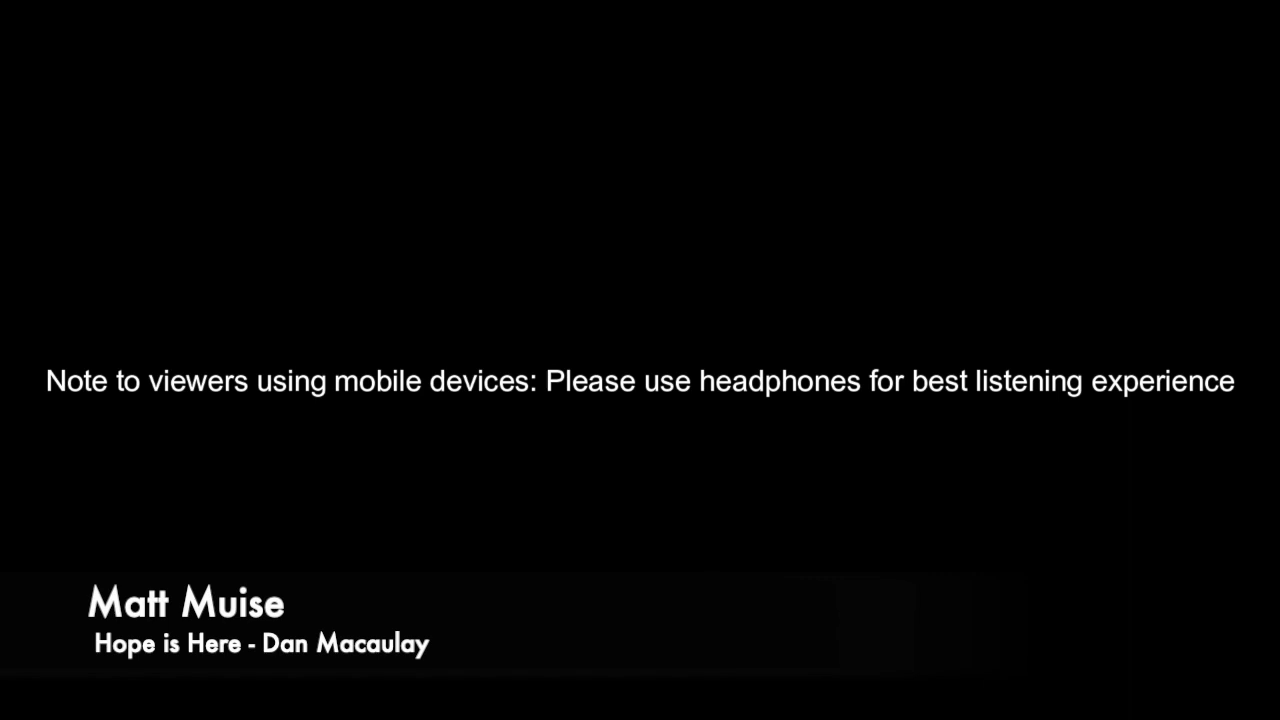 Note to viewers using mobile devices: Please use headphones for best listening experience
Matt Muise
Hope is Here - Dan Macaulay